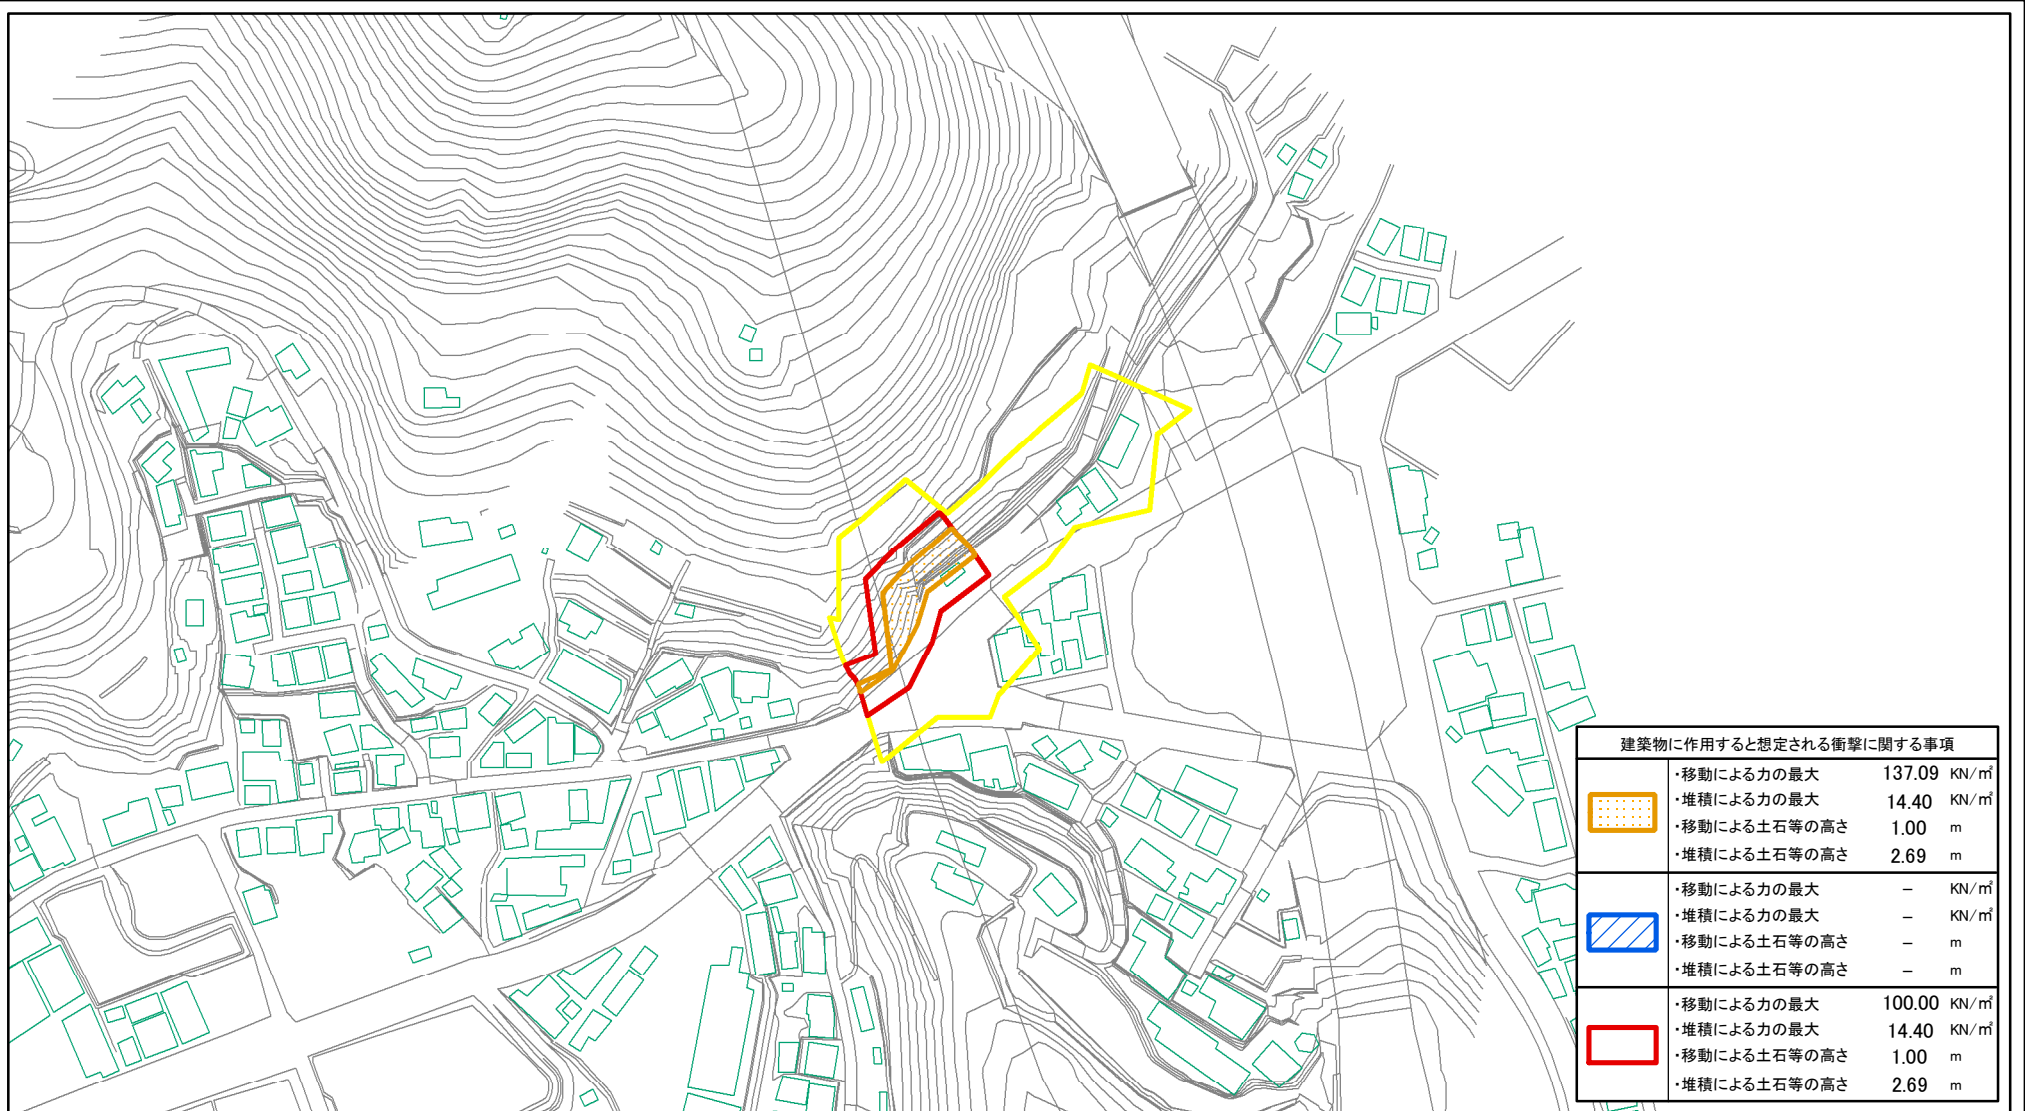 建築物に作用すると想定される衝撃に関する事項
・移動による力の最大 137.09 KN/㎡
・堆積による力の最大 14.40 KN/㎡
・移動による土石等の高さ 1.00 m
・堆積による土石等の高さ 2.69 m
・移動による力の最大 － KN/㎡
・堆積による力の最大 － KN/㎡
・移動による土石等の高さ － m
・堆積による土石等の高さ － m
・移動による力の最大 100.00 KN/㎡
・堆積による力の最大 14.40 KN/㎡
・移動による土石等の高さ 1.00 m
・堆積による土石等の高さ 2.69 m